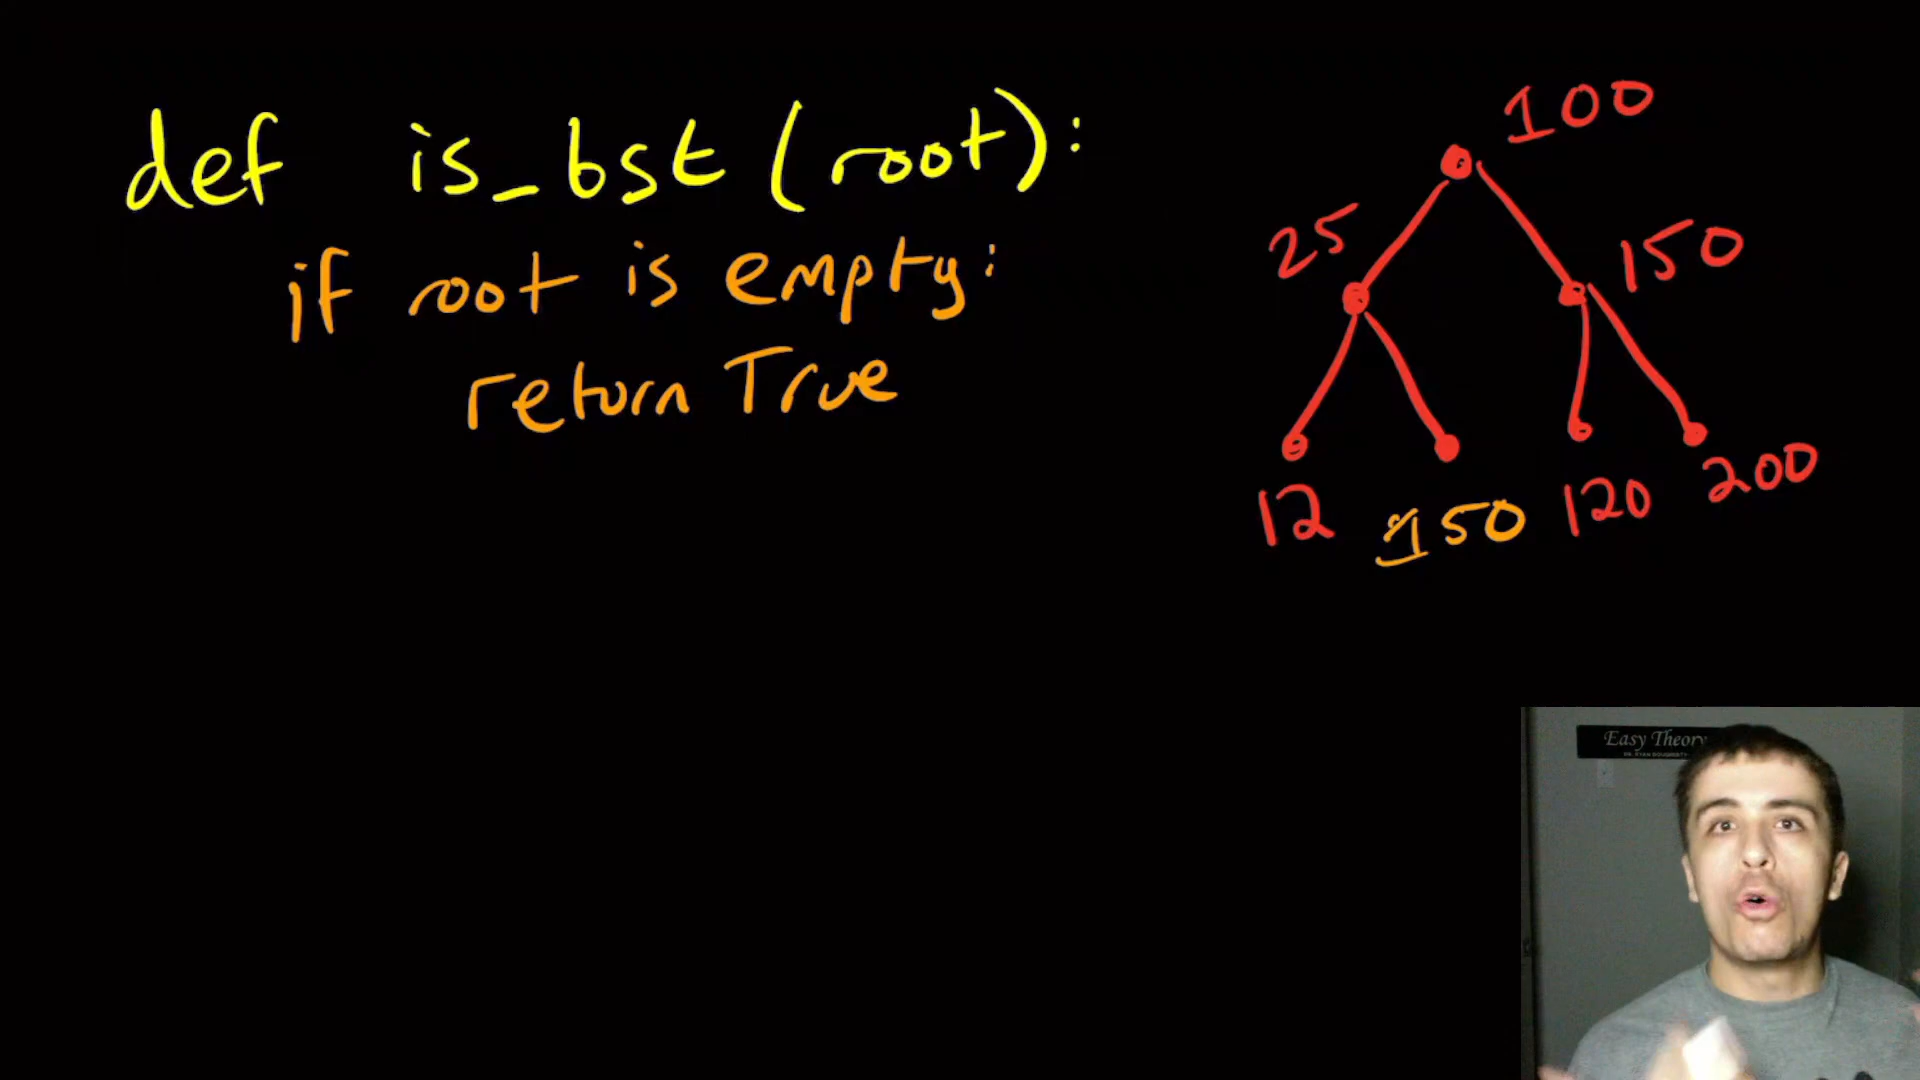 def is_bst (root):
if root is empty:
return True
100
25
150
12
150
120
200
Easy Theory